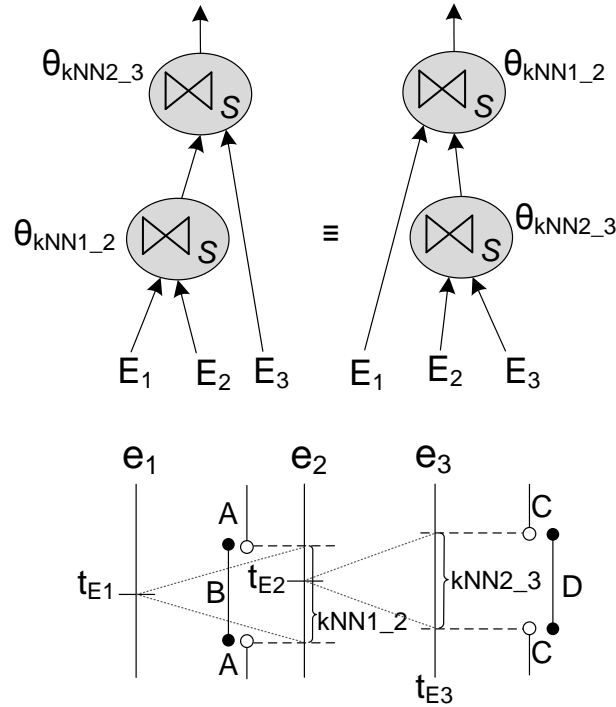 θkNN2_3
S
θkNN1_2
S
E1
E2
E3
≡
θkNN1_2
S
θkNN2_3
S
E1
E2
E3
e1
e2
e3
A
B
A
tE1
tE2
kNN1_2
kNN2_3
tE3
C
D
C